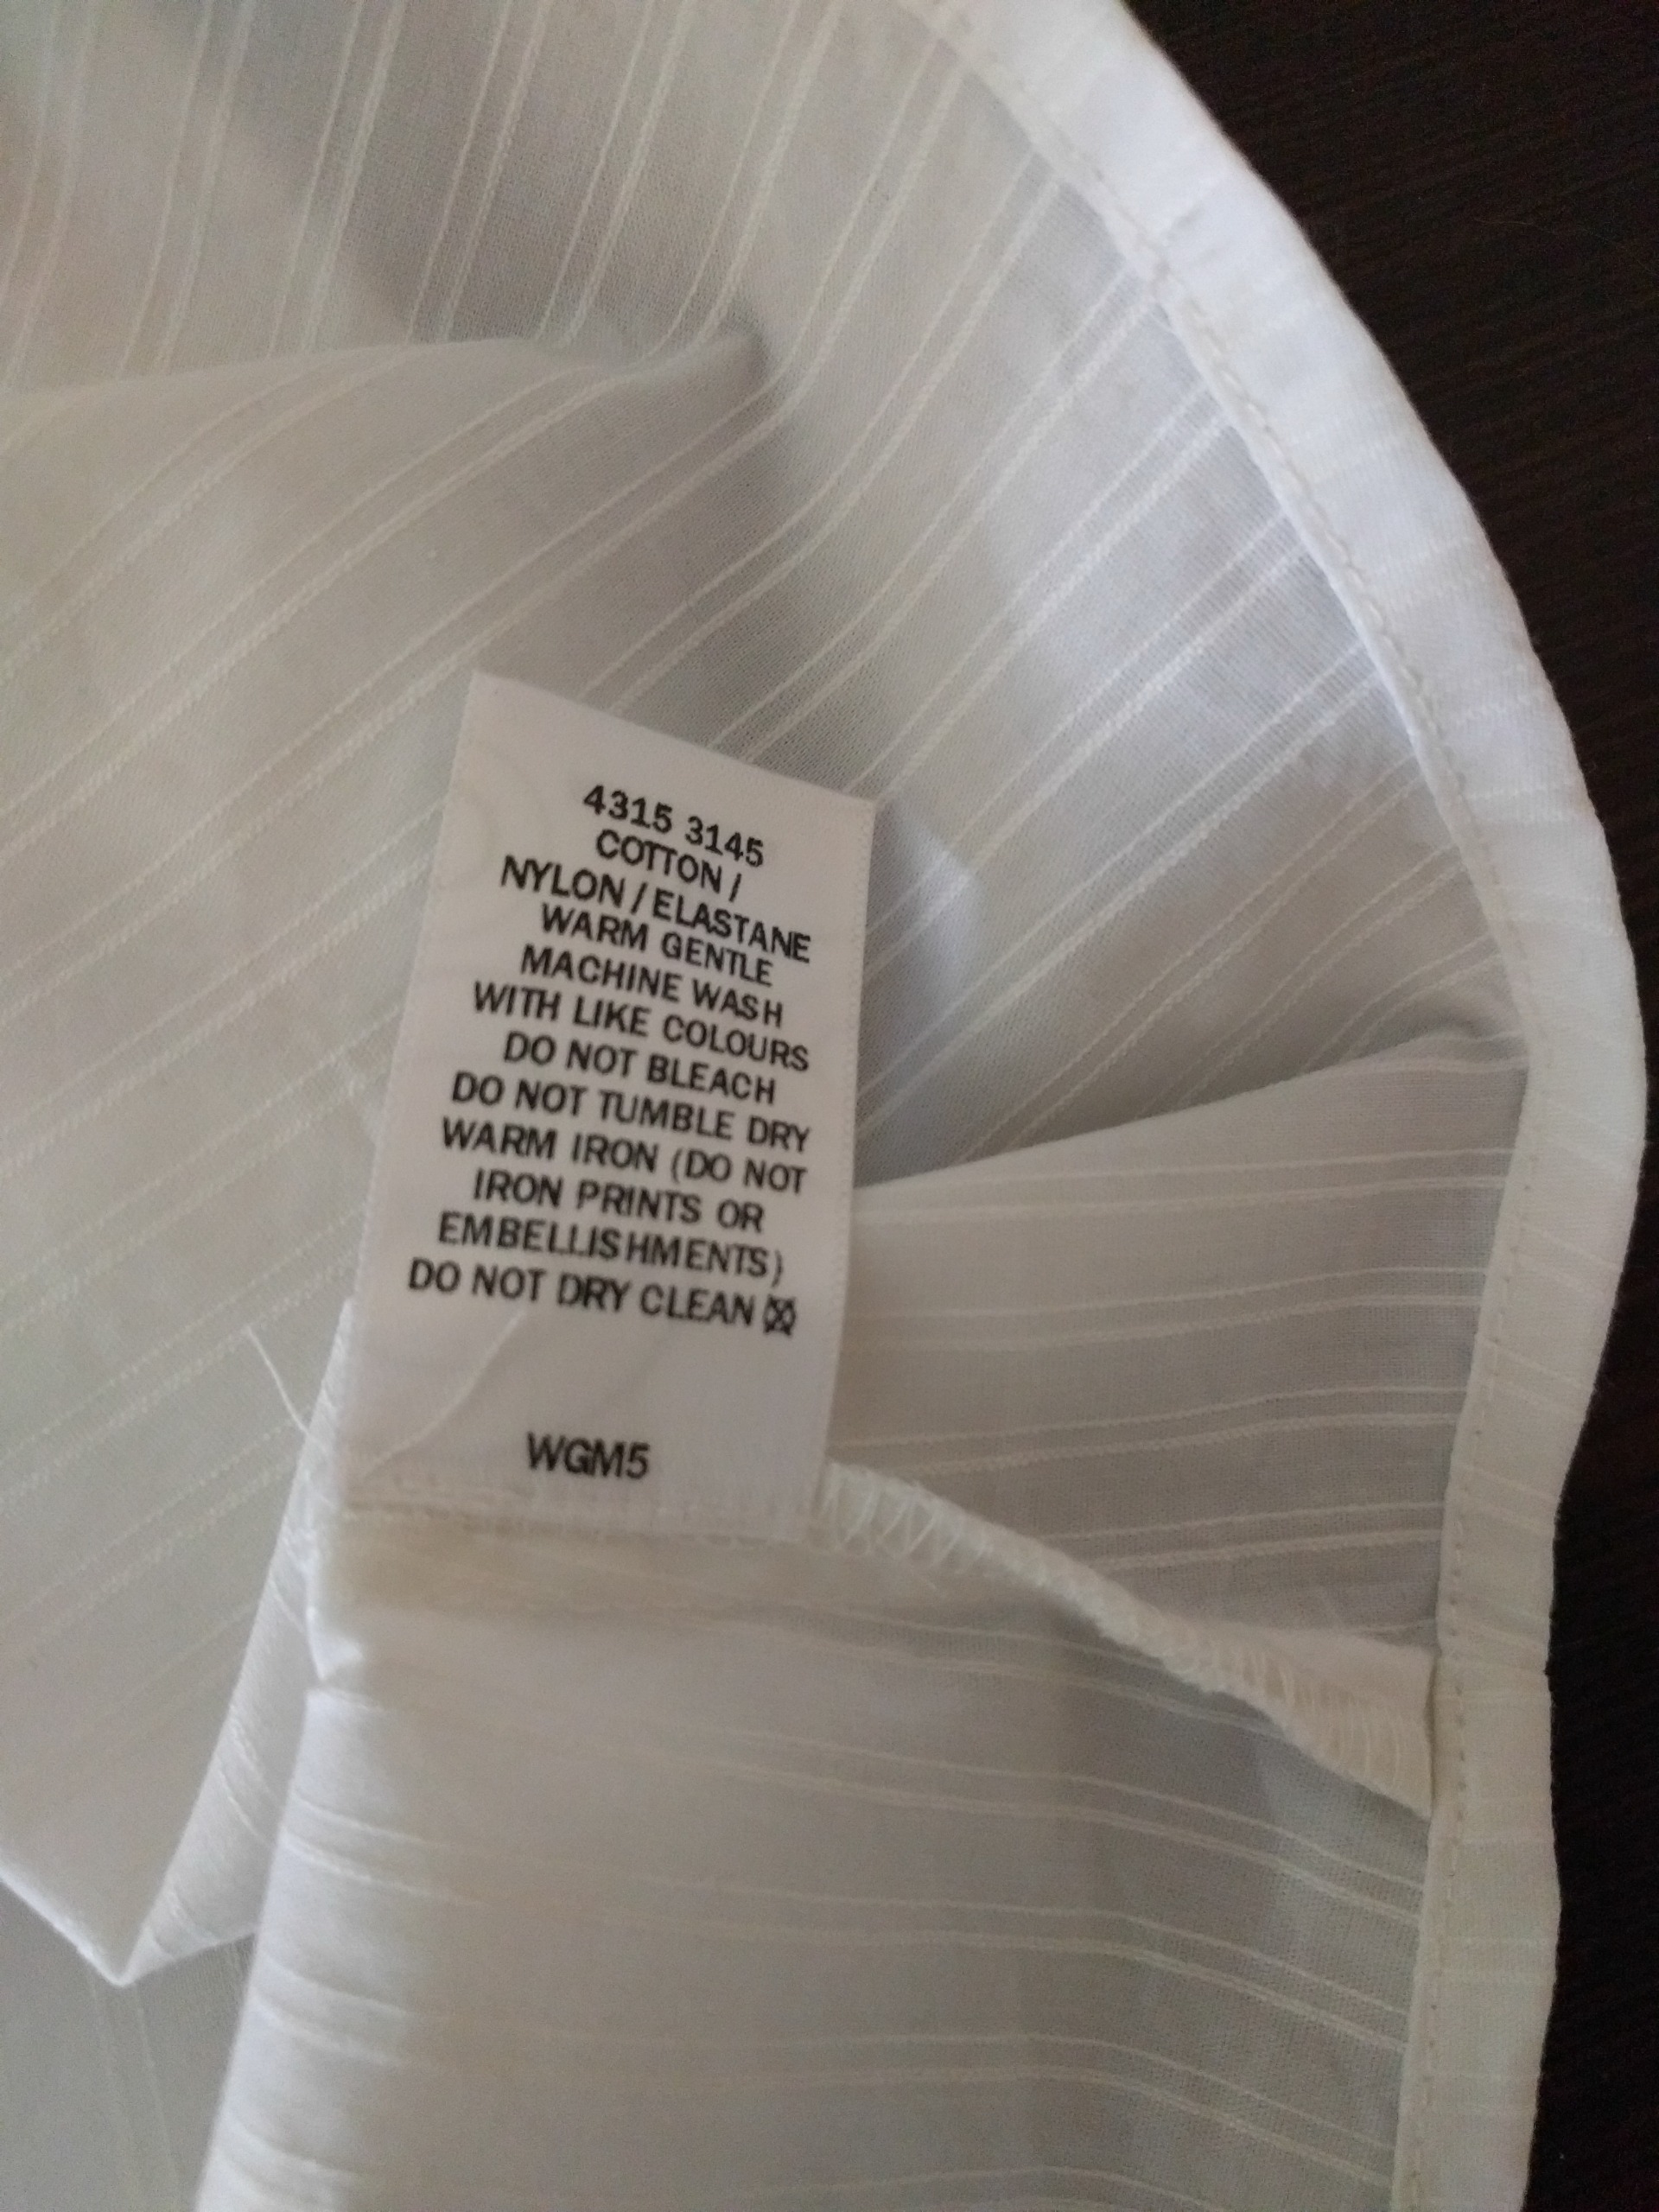 4315 3145
COTTON /
NYLON / ELASTANE
WARM GENTLE
MACHINE WASH
WITH LIKE COLOURS
DO NOT BLEACH
DO NOT TUMBLE DRY
WARM IRON (DO NOT
IRON PRINTS OR
EMBELLISHMENTS)
DO NOT DRY CLEAN
WGM5